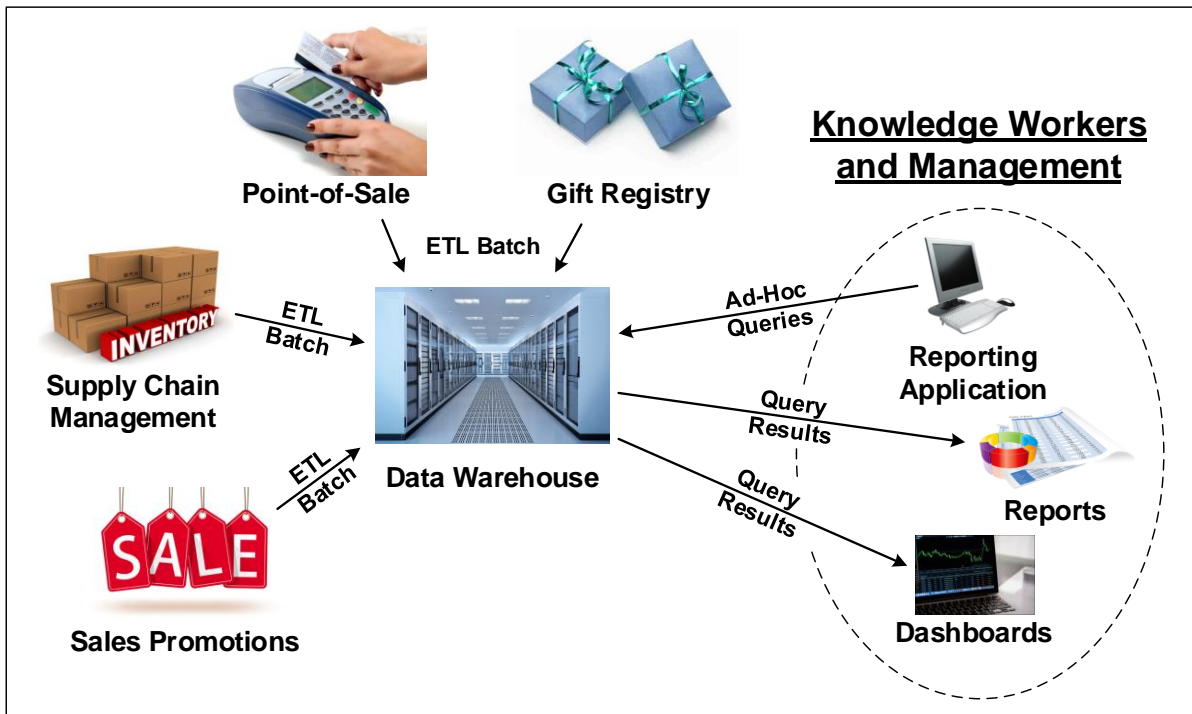 Point-of-Sale
Gift Registry
Knowledge Workers
and Management
ETL Batch
INVENTORY
Supply Chain
Management
ETL
Batch
Ad-Hoc
Queries
Reporting
Application
Data Warehouse
Query
Results
Reports
ETL
Batch
Query
Results
SALE
Sales Promotions
Dashboards